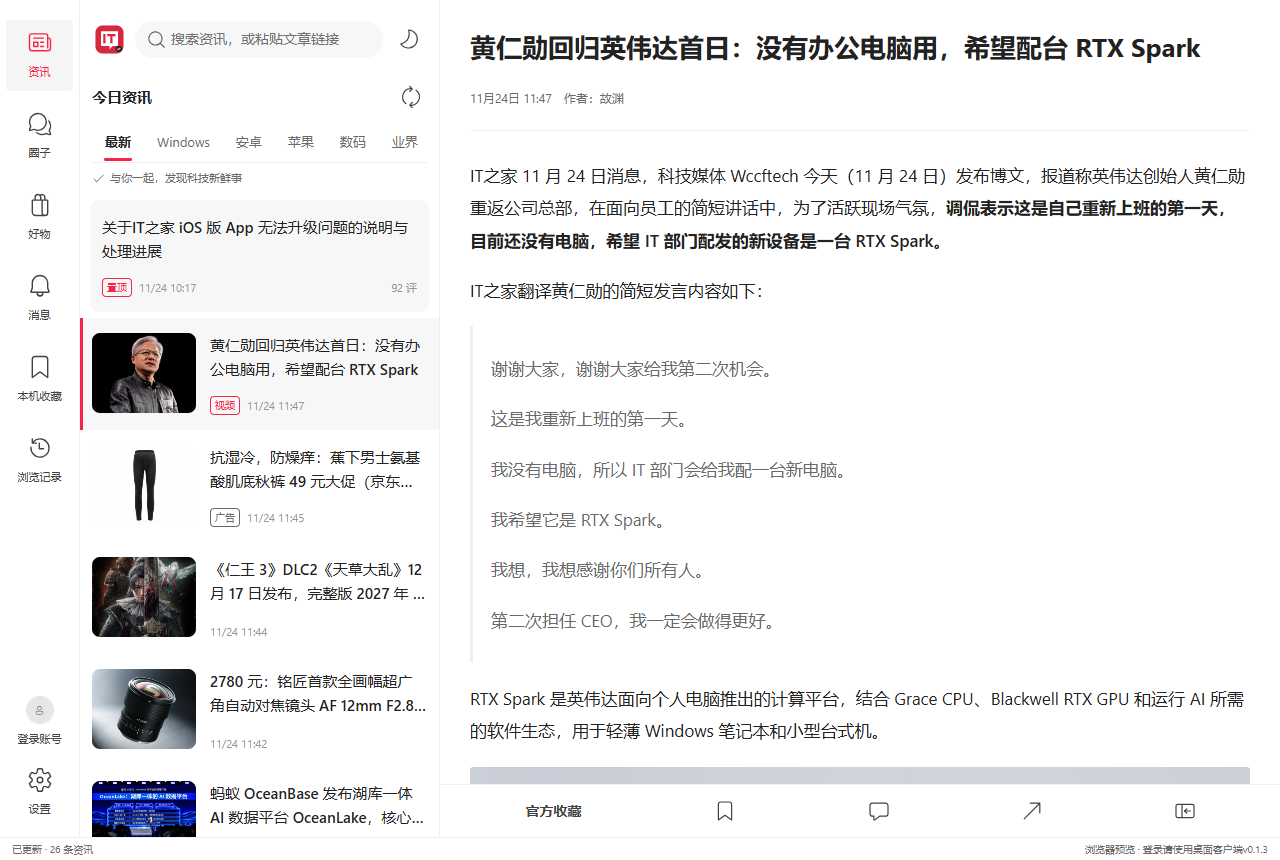 资讯
圈子
好物
消息
本机收藏
浏览记录
登录账号
设置
IT
搜索资讯，或粘贴文章链接
今日资讯
最新 Windows 安卓 苹果 数码 业界
与你一起，发现科技新鲜事
关于IT之家 iOS 版 App 无法升级问题的说明与
处理进展
置顶 11/24 10:17 92 评
黄仁勋回归英伟达首日：没有办
公电脑用，希望配台 RTX Spark
视频 11/24 11:47
抗湿冷，防燥痒：蕉下男士氨基
酸肌底秋裤 49 元大促（京东...
广告 11/24 11:45
《仁王 3》DLC2《天草大乱》12
月 17 日发布，完整版 2027 年 ...
11/24 11:44
2780 元：铭匠首款全画幅超广
角自动对焦镜头 AF 12mm F2.8...
11/24 11:42
蚂蚁 OceanBase 发布湖库一体
AI 数据平台 OceanLake，核心...
黄仁勋回归英伟达首日：没有办公电脑用，希望配台 RTX Spark
11月24日 11:47 作者：故渊
IT之家 11 月 24 日消息，科技媒体 Wccftech 今天（11 月 24 日）发布博文，报道称英伟达创始人黄仁勋
重返公司总部，在面向员工的简短讲话中，为了活跃现场气氛，调侃表示这是自己重新上班的第一天，
目前还没有电脑，希望 IT 部门配发的新设备是一台 RTX Spark。
IT之家翻译黄仁勋的简短发言内容如下：
谢谢大家，谢谢大家给我第二次机会。
这是我重新上班的第一天。
我没有电脑，所以 IT 部门会给我配一台新电脑。
我希望它是 RTX Spark。
我想，我想感谢你们所有人。
第二次担任 CEO，我一定会做得更好。
RTX Spark 是英伟达面向个人电脑推出的计算平台，结合 Grace CPU、Blackwell RTX GPU 和运行 AI 所需
的软件生态，用于轻薄 Windows 笔记本和小型台式机。
官方收藏
已更新 · 26 条资讯
浏览器预览 · 登录请使用桌面客户端v0.1.3